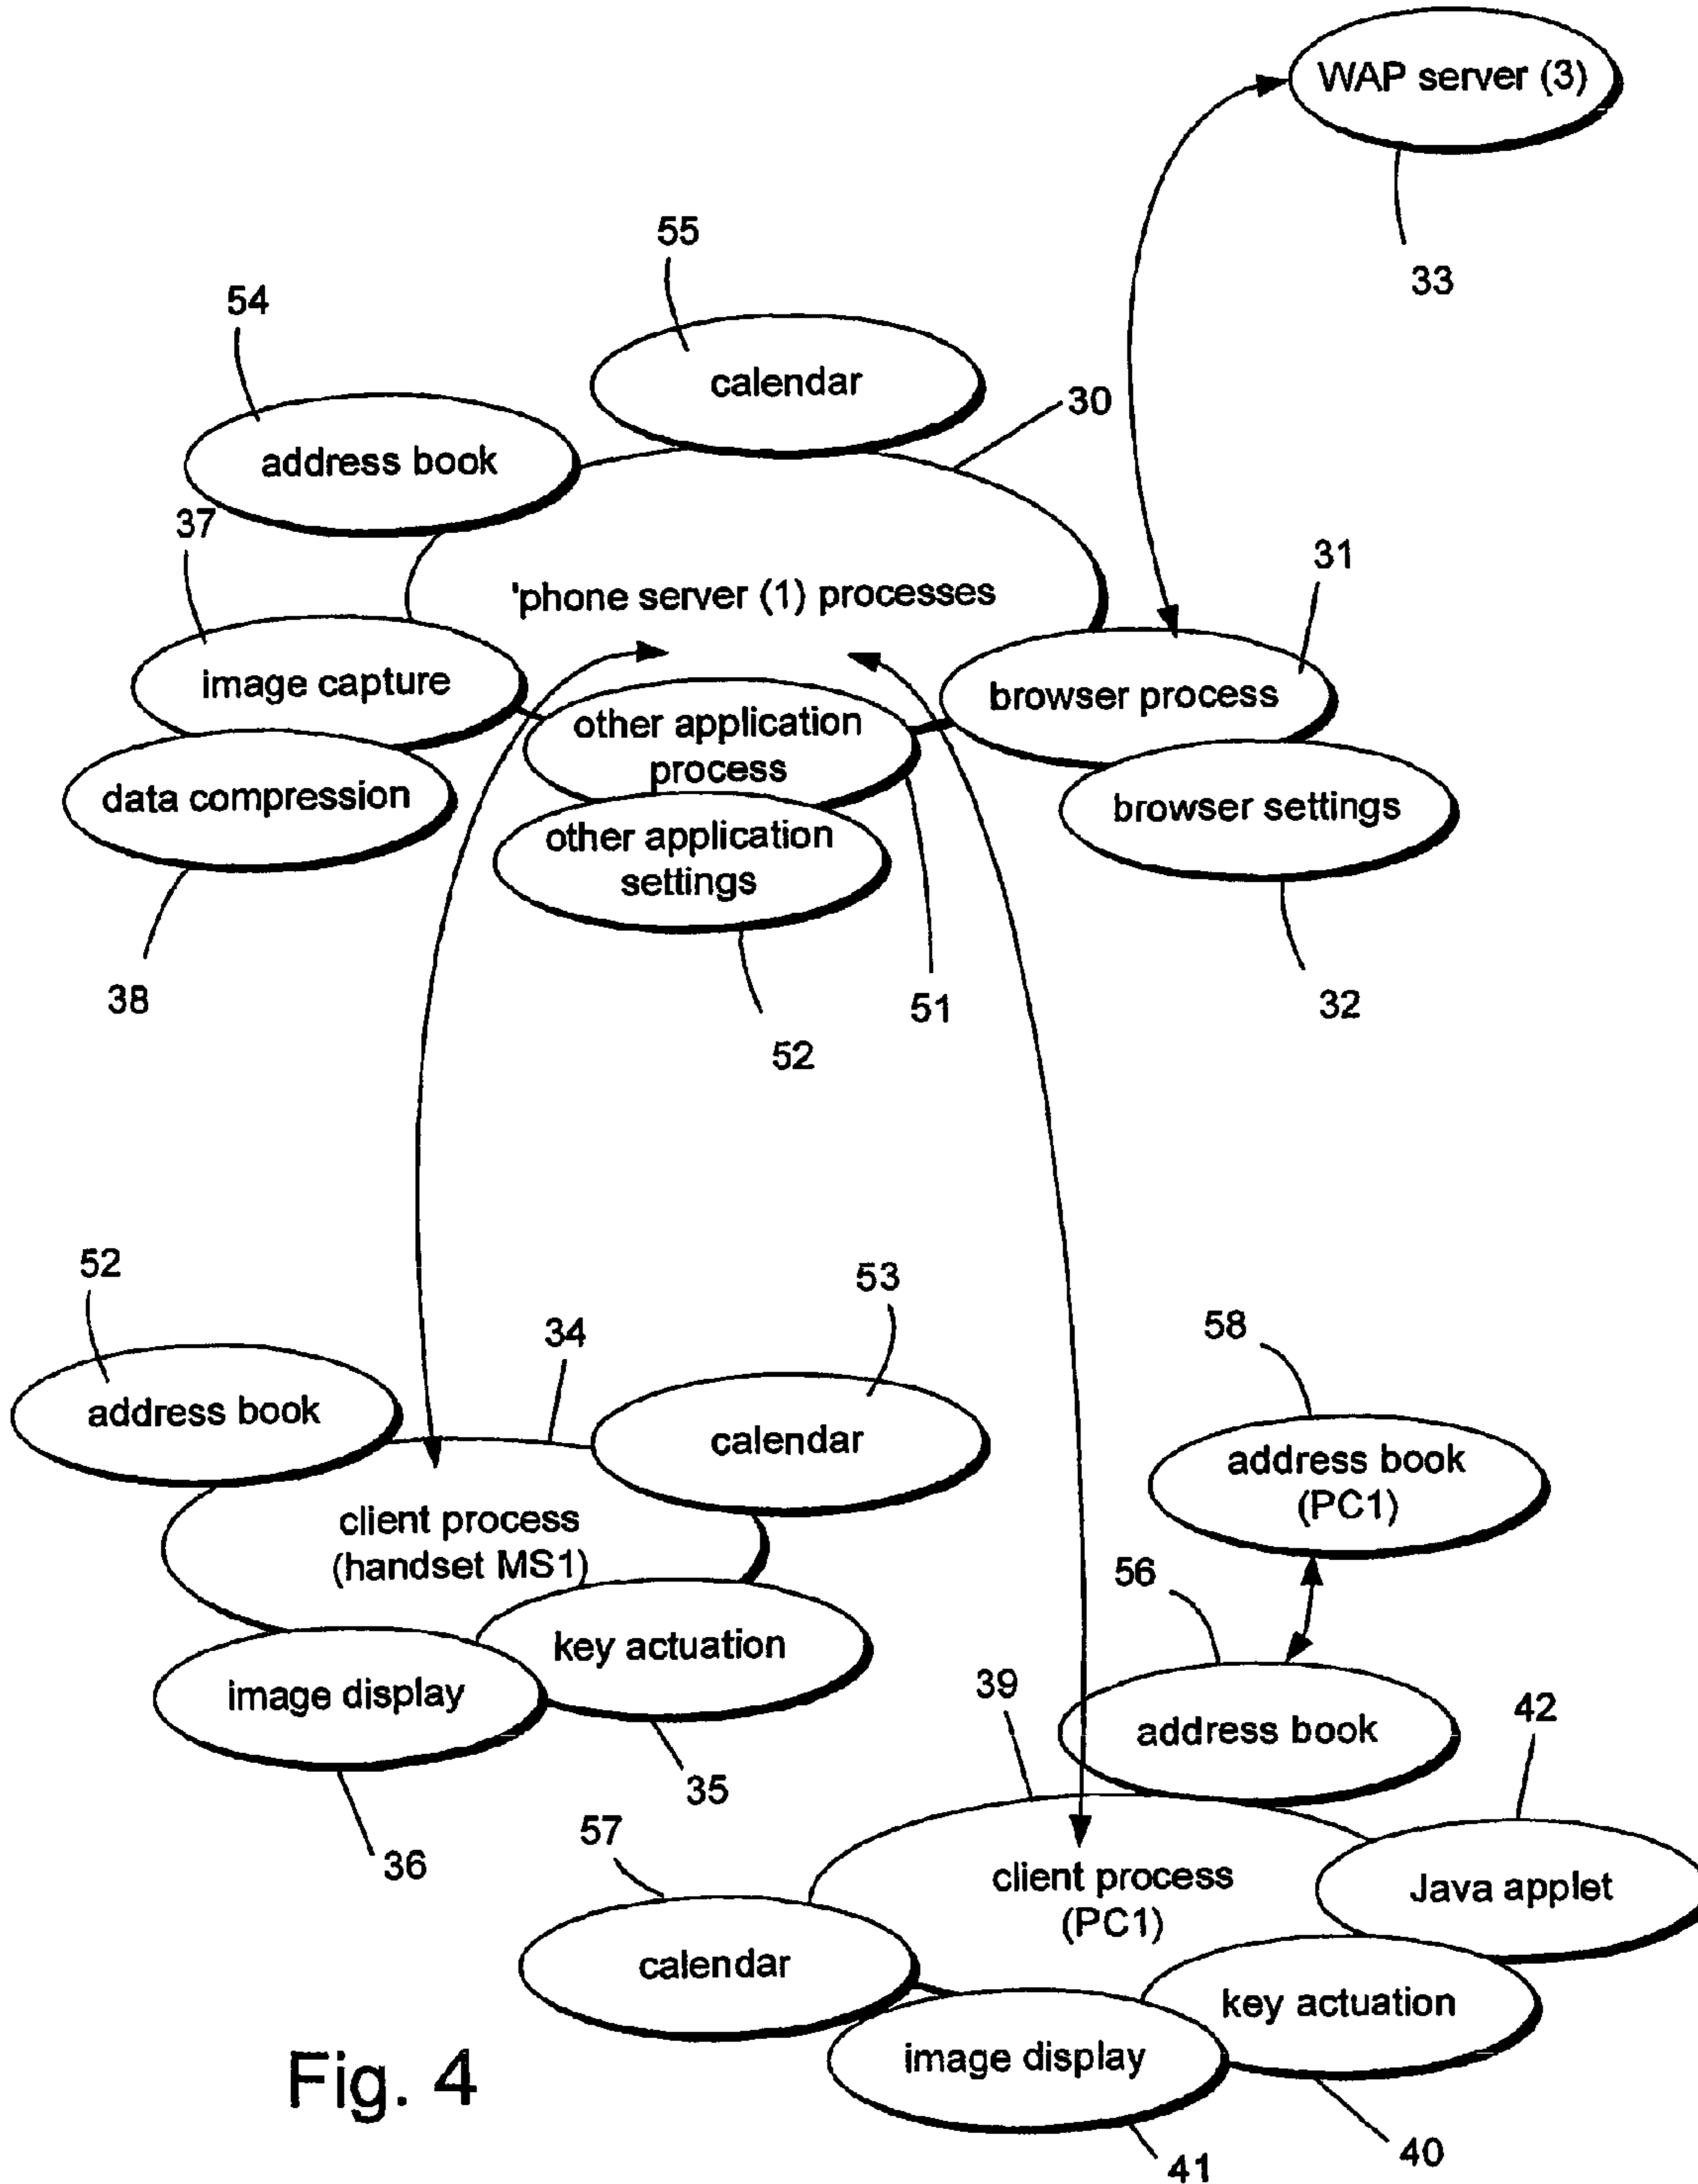 WAP server (3)
33
55
54
calendar
30
address book
37
'phone server (1) processes
31
image capture
browser process
other application
process
data compression
browser settings
other application
settings
38
51
32
52
52
53
34
58
address book
calendar
address book
(PC1)
client process
(handset MS1)
56
key actuation
image display
39
42
address book
35
57
36
client process
(PC1)
Java applet
calendar
key actuation
image display
Fig. 4
40
41